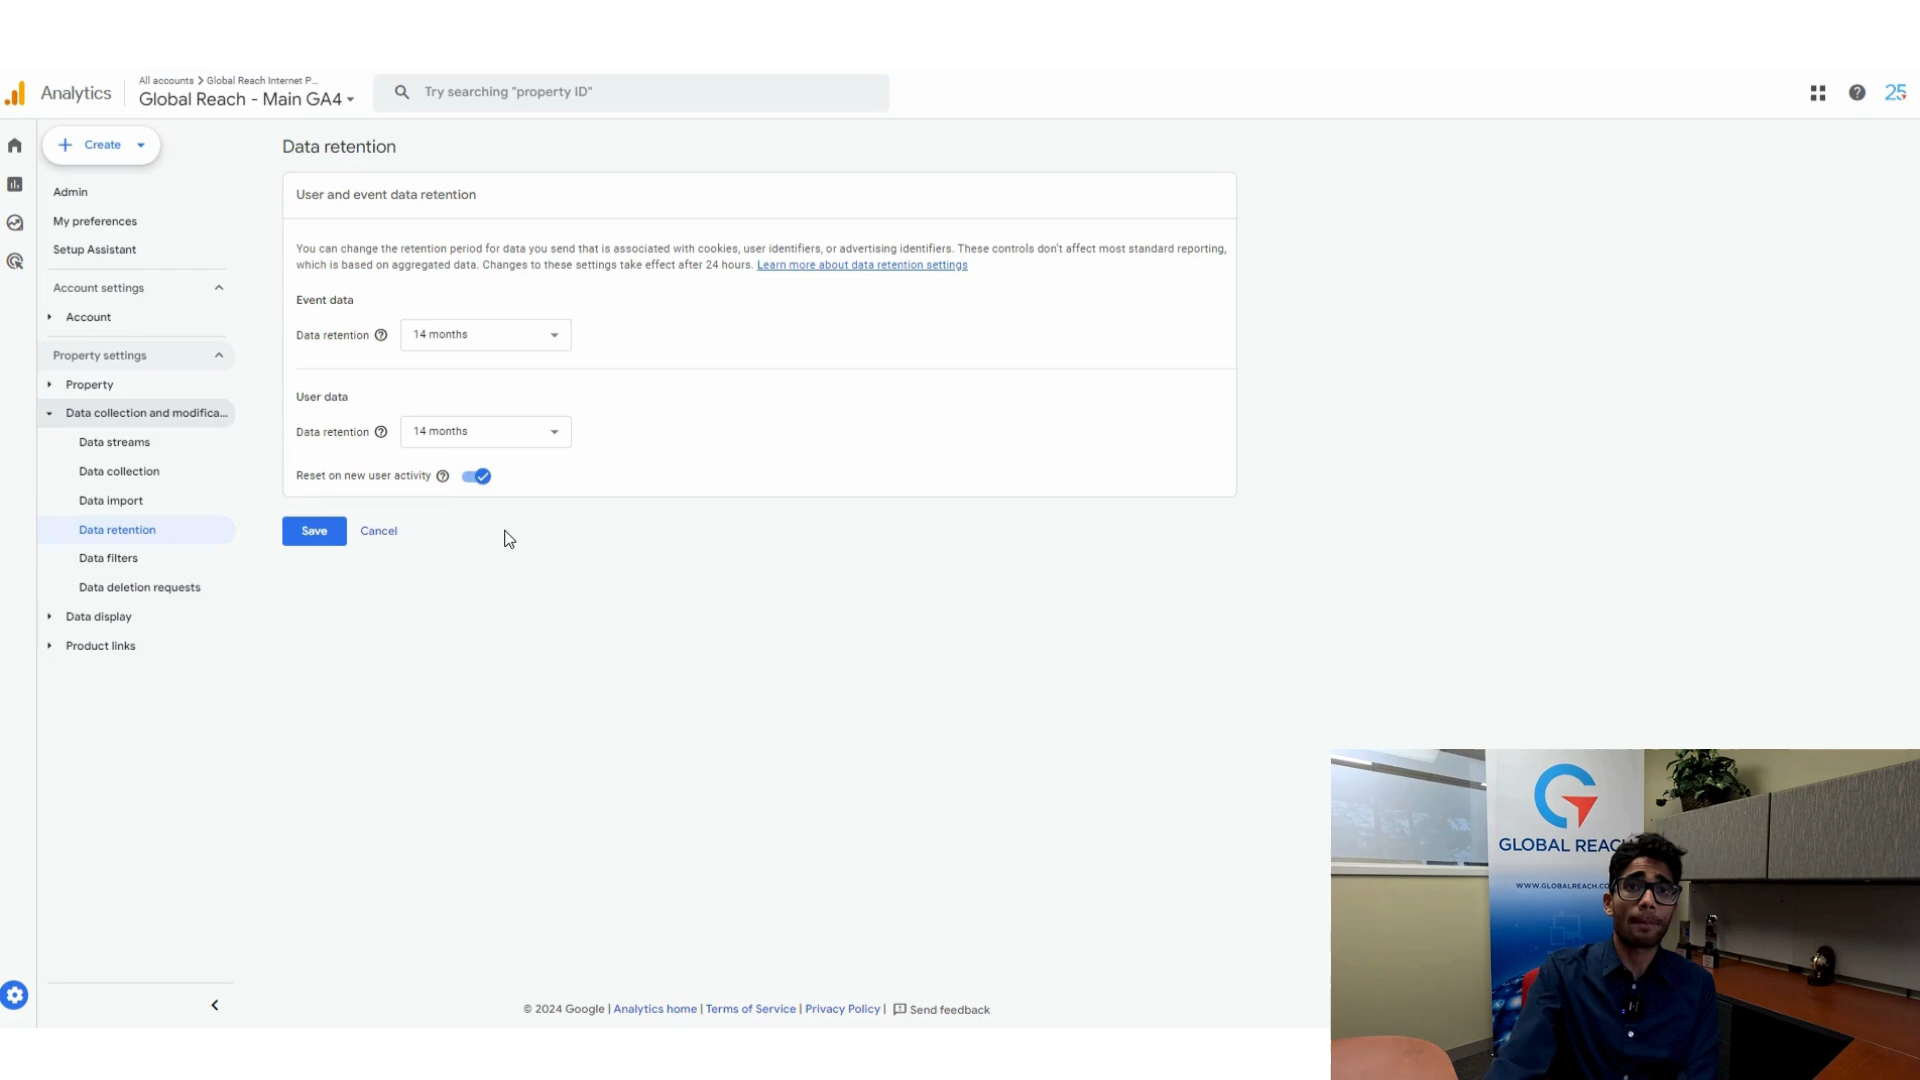 All accounts > Global Reach Internet P...
Analytics
Global Reach - Main GA4
Try searching "property ID"
25
Create
Admin
My preferences
Setup Assistant
Account settings
Account
Property settings
Property
Data collection and modifica...
Data streams
Data collection
Data import
Data retention
Data filters
Data deletion requests
Data display
Product links
Data retention
User and event data retention
You can change the retention period for data you send that is associated with cookies, user identifiers, or advertising identifiers. These controls don't affect most standard reporting,
which is based on aggregated data. Changes to these settings take effect after 24 hours. Learn more about data retention settings
Event data
Data retention 14 months
User data
Data retention 14 months
Reset on new user activity
Save Cancel
© 2024 Google | Analytics home | Terms of Service | Privacy Policy | Send feedback
GLOBAL REACH
WWW.GLOBALREACH.CO